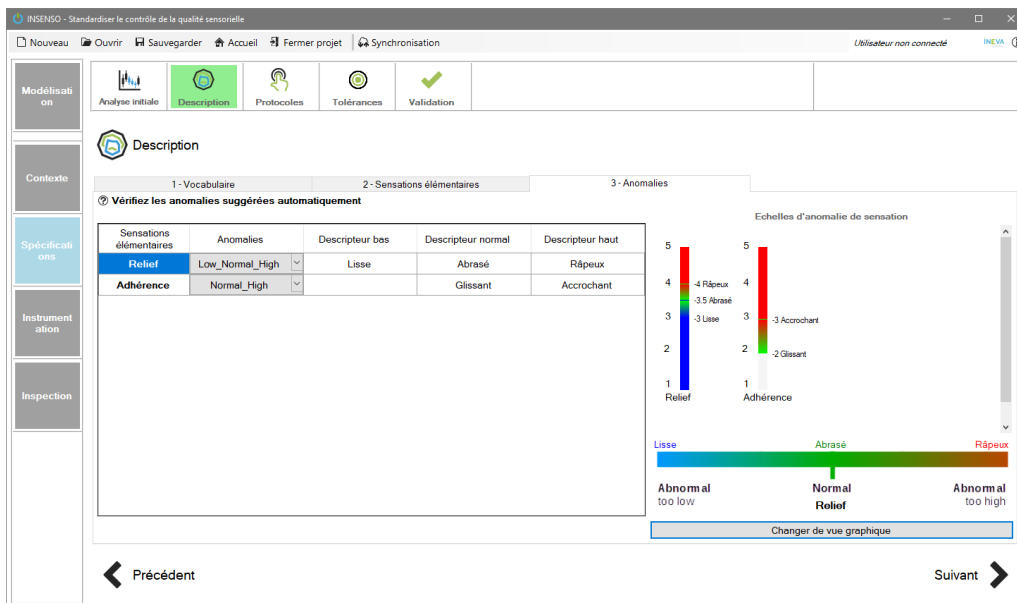 INSENSO - Standardiser le contrôle de la qualité sensorielle
Nouveau Ouvrir Sauvegarder Accueil Fermer projet Synchronisation Utilisateur non connecté INEVA
Modélisati
on
Analyse initiale Description Protocoles Tolérances Validation
Description
Contexte
1 - Vocabulaire 2 - Sensations élémentaires 3 - Anomalies
Vérifiez les anomalies suggérées automatiquement
Sensations
élémentaires Anomalies Descripteur bas Descripteur normal Descripteur haut
Relief Low_Normal_High Lisse Abrasé Râpeux
Adhérence Normal_High Glissant Accrochant
Spécificati
ons
Instrument
ation
Inspection
Echelles d'anomalie de sensation
5 5
4 -4 Râpeux 4
-3.5 Abrasé
3 -3 Lisse 3 -3 Accrochant
2 2 -2 Glissant
1 1
Relief Adhérence
Lisse Abrasé Râpeux
Abnormal Normal Abnormal
too low Relief too high
Changer de vue graphique
Précédent Suivant